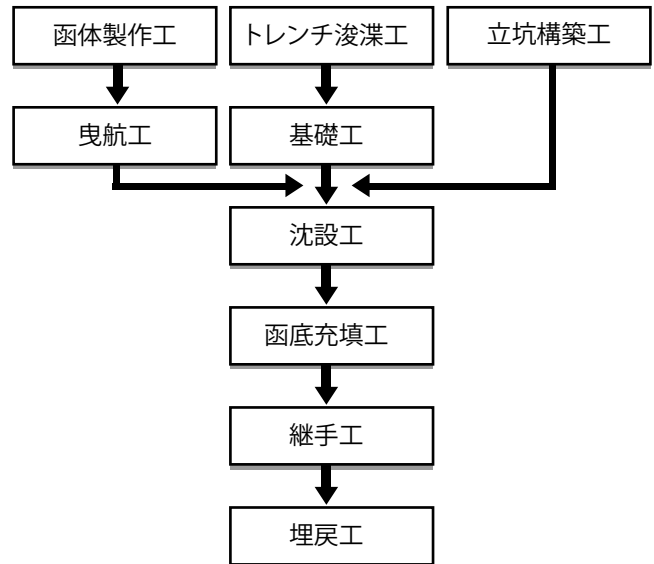 函体製作工
トレンチ浚渫工
立坑構築工
曳航工
基礎工
沈設工
函底充填工
継手工
埋戻工